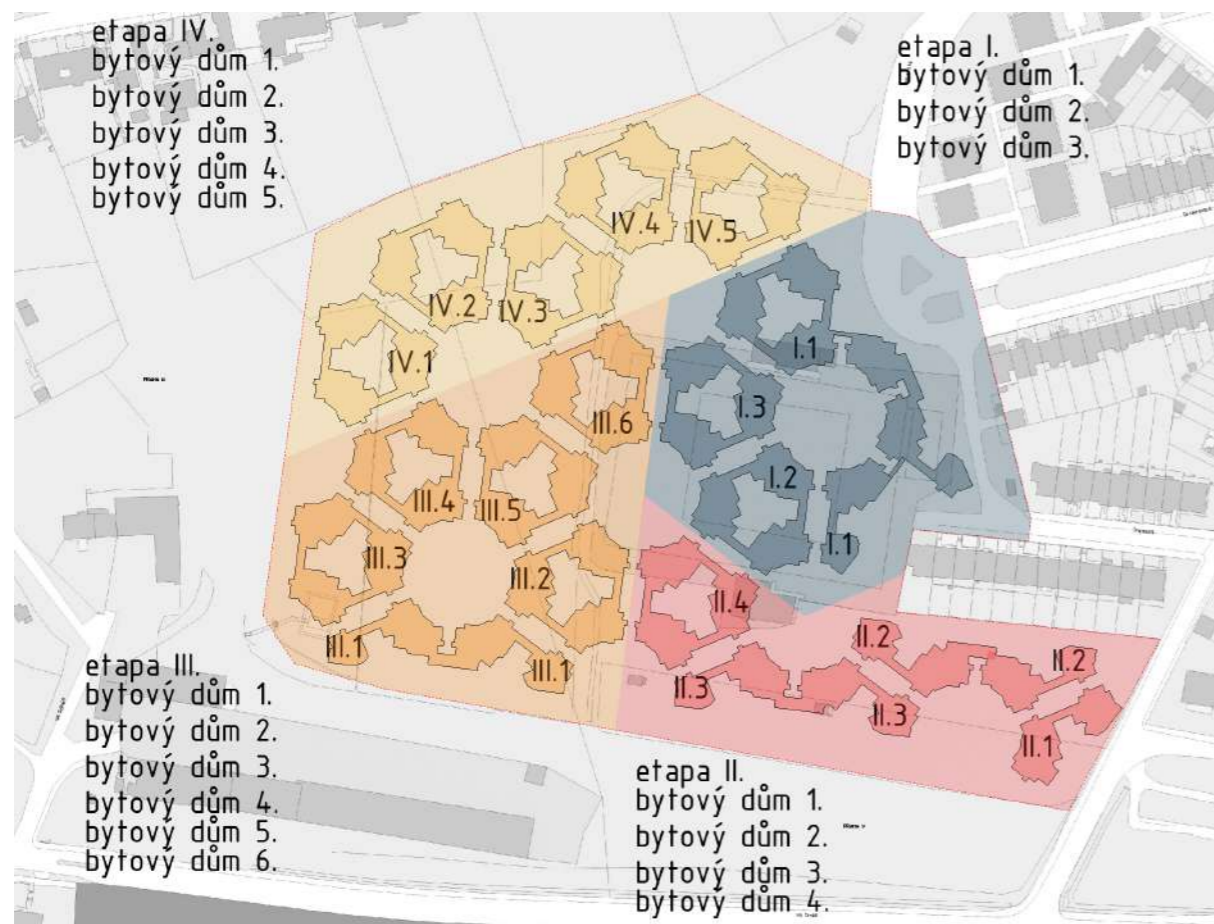 etapa IV.
bytový dům 1.
bytový dům 2.
bytový dům 3.
bytový dům 4.
bytový dům 5.
etapa I.
bytový dům 1.
bytový dům 2.
bytový dům 3.
IV.4
IV.5
IV.2
IV.3
IV.1
I.1
I.3
III.6
I.2
III.4
III.5
I.1
III.3
III.2
II.4
II.2
III.1
II.2
III.1
II.3
II.3
II.1
etapa III.
bytový dům 1.
bytový dům 2.
bytový dům 3.
bytový dům 4.
bytový dům 5.
bytový dům 6.
etapa II.
bytový dům 1.
bytový dům 2.
bytový dům 3.
bytový dům 4.